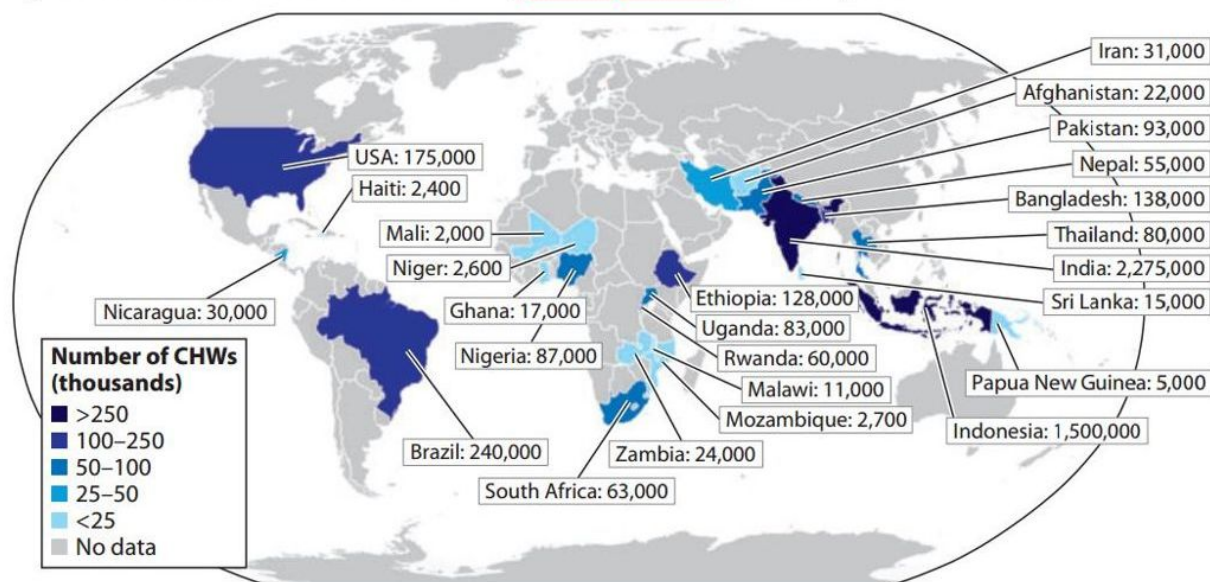 Iran: 31,000
Afghanistan: 22,000
Pakistan: 93,000
Nepal: 55,000
Bangladesh: 138,000
Thailand: 80,000
India: 2,275,000
Sri Lanka: 15,000
USA: 175,000
Haiti: 2,400
Mali: 2,000
Niger: 2,600
Ghana: 17,000
Nigeria: 87,000
Nicaragua: 30,000
Ethiopia: 128,000
Uganda: 83,000
Rwanda: 60,000
Malawi: 11,000
Mozambique: 2,700
Zambia: 24,000
South Africa: 63,000
Brazil: 240,000
Papua New Guinea: 5,000
Indonesia: 1,500,000
Number of CHWs
(thousands)
>250
100–250
50–100
25–50
<25
No data